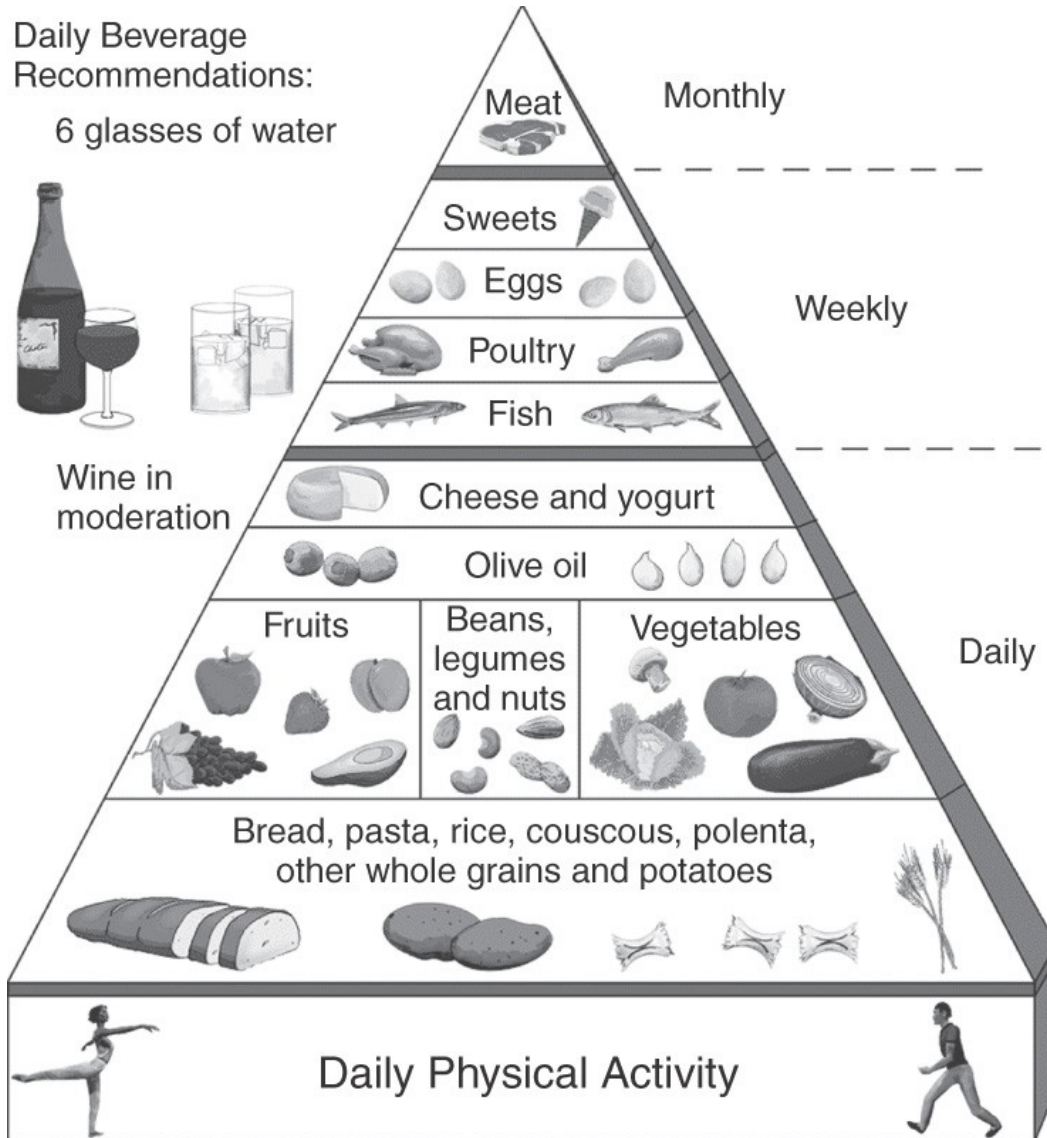 Daily Beverage
Recommendations:
6 glasses of water
Wine in
moderation
Meat
Monthly
Sweets
Eggs
Weekly
Poultry
Fish
Cheese and yogurt
Olive oil
Fruits
Beans,
legumes
and nuts
Vegetables
Daily
Bread, pasta, rice, couscous, polenta,
other whole grains and potatoes
Daily Physical Activity